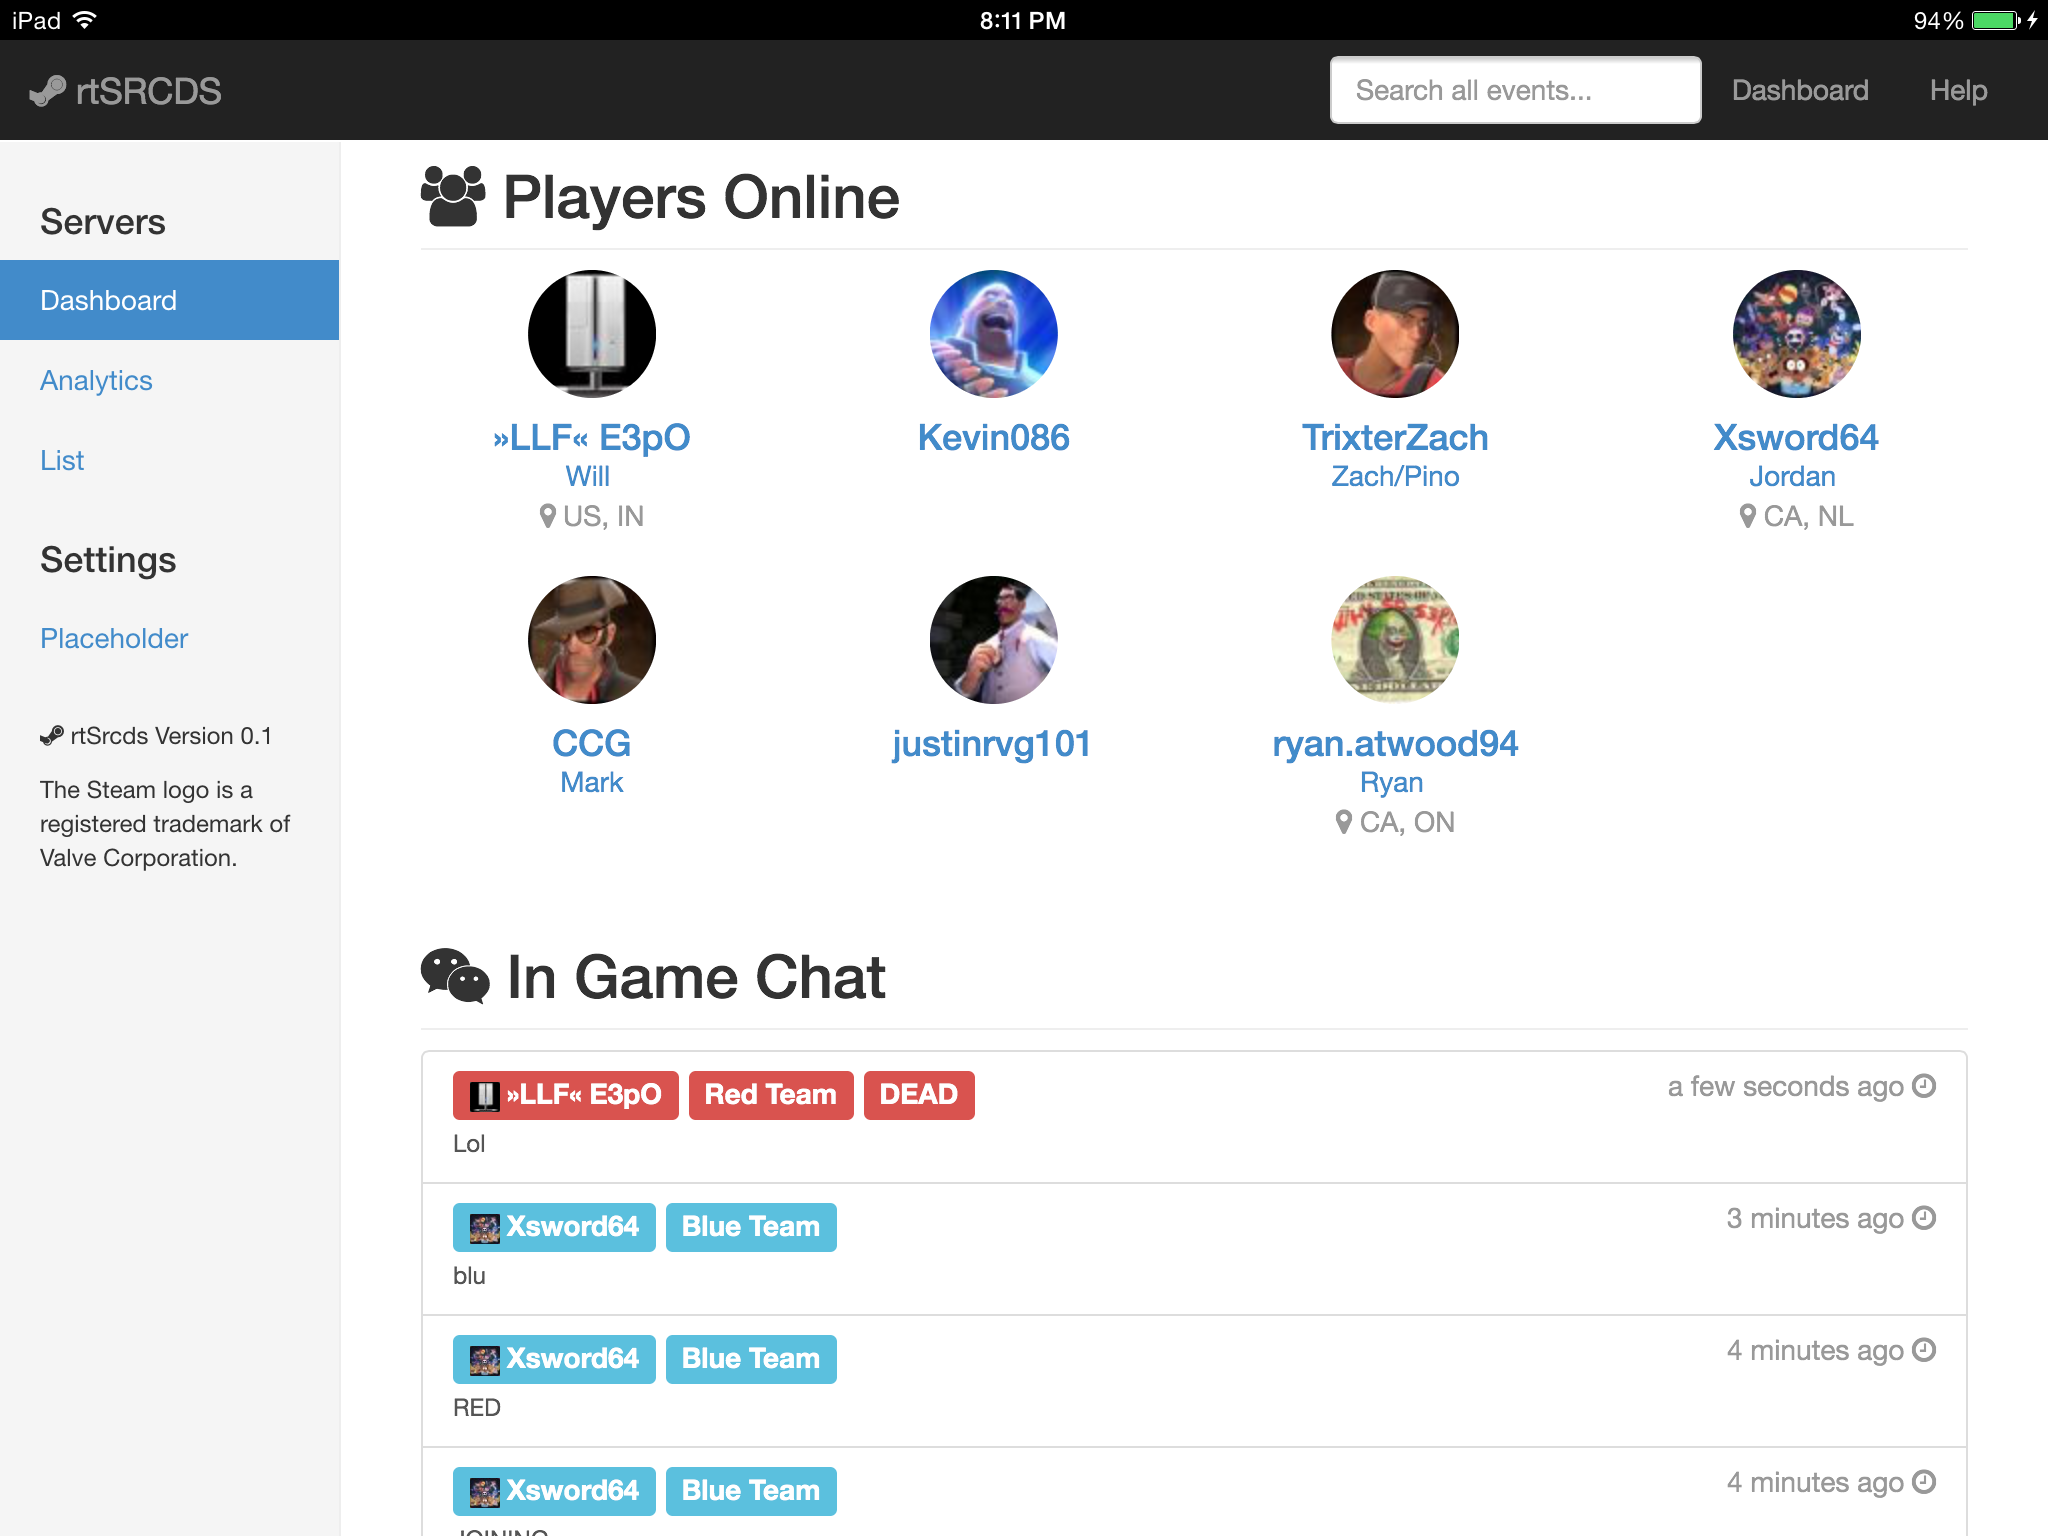 iPad
8:11 PM
94%
rtSRCDS
Search all events...
Dashboard
Help
Servers
Dashboard
Analytics
List
Settings
Placeholder
rtSrcds Version 0.1
The Steam logo is a
registered trademark of
Valve Corporation.
Players Online
»LLF« E3pO
Will
US, IN
Kevin086
TrixterZach
Zach/Pino
Xsword64
Jordan
CA, NL
CCG
Mark
justinrvg101
ryan.atwood94
Ryan
CA, ON
In Game Chat
»LLF« E3pO Red Team DEAD
a few seconds ago
Lol
Xsword64 Blue Team
3 minutes ago
blu
Xsword64 Blue Team
4 minutes ago
RED
Xsword64 Blue Team
4 minutes ago
JOINING